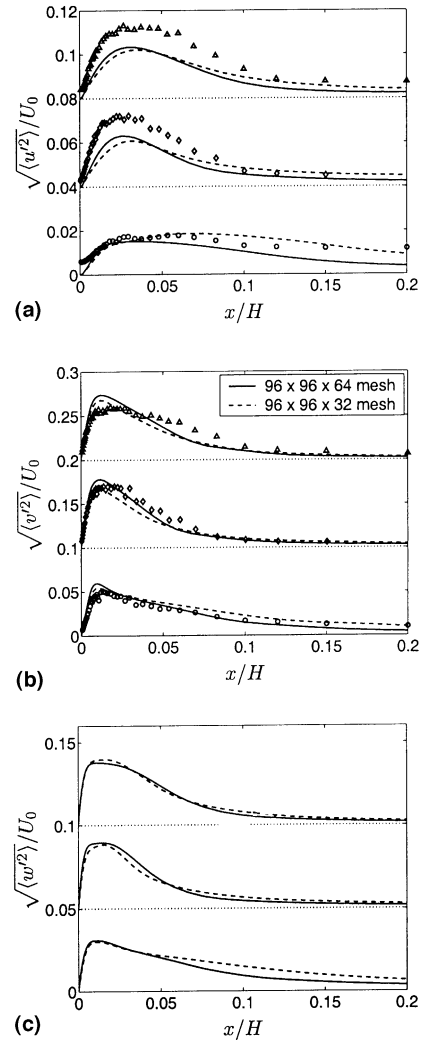 0.12
0.1
0.08
0.06
0.04
0.02
0
√⟨u′²⟩/U₀
0 0.05 0.1 0.15 0.2
(a)
x/H
0.3
0.25
0.2
0.15
0.1
0.05
0
√⟨v′²⟩/U₀
96 x 96 x 64 mesh
96 x 96 x 32 mesh
0 0.05 0.1 0.15 0.2
x/H
(b)
0.15
0.1
0.05
0
√⟨w′²⟩/U₀
0 0.05 0.1 0.15 0.2
x/H
(c)